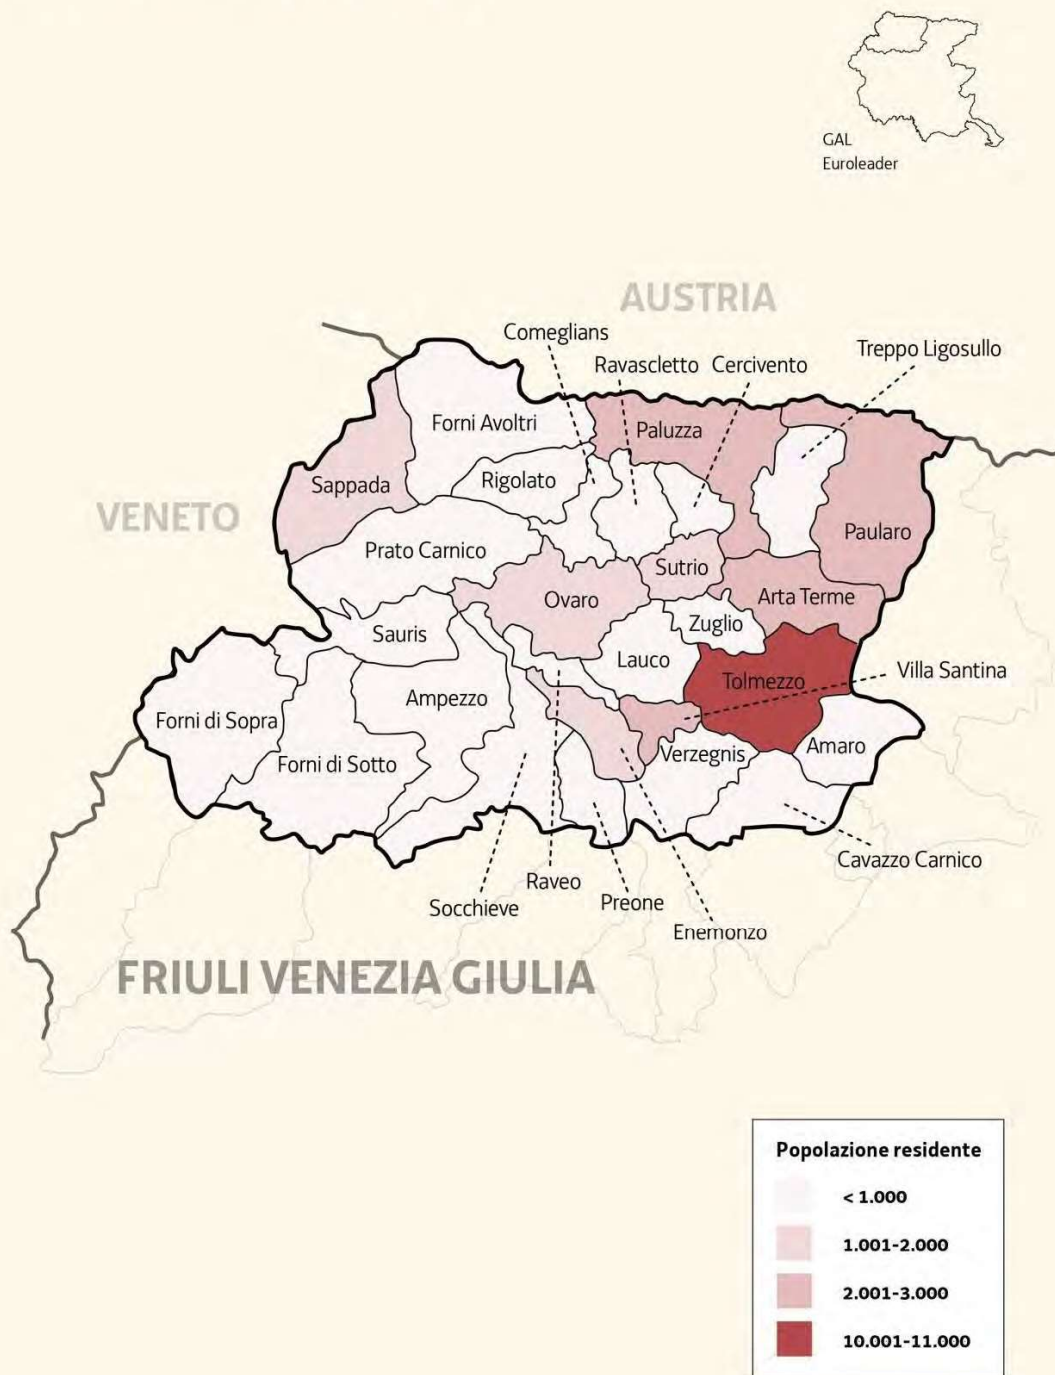 GAL
Euroleader
AUSTRIA
Comeglians
Ravascletto
Cercivento
Treppo Ligosullo
Forni Avoltri
Paluzza
Rigolato
Sappada
VENETO
Paularo
Prato Carnico
Sutrio
Ovaro
Arta Terme
Zuglio
Sauris
Lauco
Villa Santina
Tolmezzo
Ampezzo
Forni di Sopra
Amaro
Verzegnis
Forni di Sotto
Cavazzo Carnico
Raveo
Preone
Socchieve
Enemonzo
FRIULI VENEZIA GIULIA
Popolazione residente
< 1.000
1.001-2.000
2.001-3.000
10.001-11.000